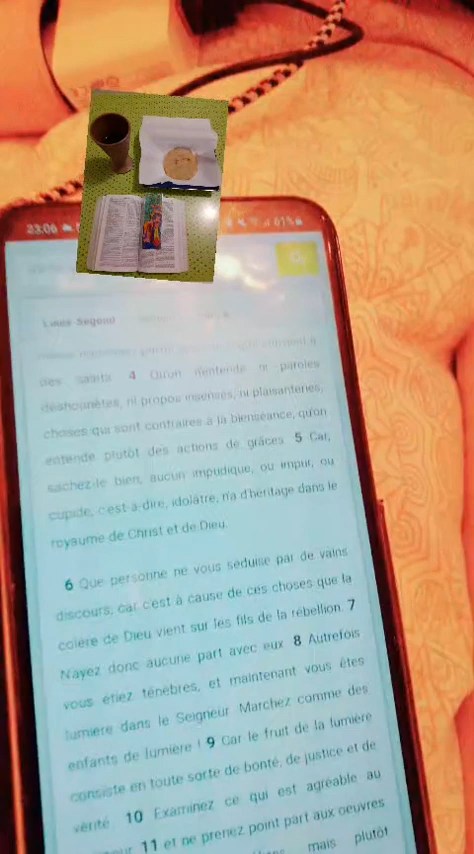 23:06 61%
Louis-Segond
des saints. 4 Qu'on n'entende ni paroles
déshonnêtes, ni propos insensés, ni plaisanteries,
choses qui sont contraires à la bienséance; qu'on
entende plutôt des actions de grâces. 5 Car,
sachez-le bien, aucun impudique, ou impur, ou
cupide, c'est-à-dire, idolâtre, n'a d'héritage dans le
royaume de Christ et de Dieu.
6 Que personne ne vous séduise par de vains
discours; car c'est à cause de ces choses que la
colère de Dieu vient sur les fils de la rébellion. 7
N'ayez donc aucune part avec eux. 8 Autrefois
vous étiez ténèbres, et maintenant vous êtes
lumière dans le Seigneur. Marchez comme des
enfants de lumière ! 9 Car le fruit de la lumière
consiste en toute sorte de bonté, de justice et de
vérité. 10 Examinez ce qui est agréable au
11 et ne prenez point part aux oeuvres
mais plutôt